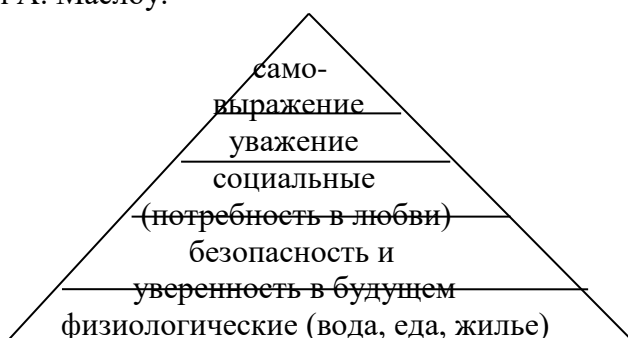 А. Маслоу.
само-
выражение
уважение
социальные
(потребность в любви)
безопасность и
уверенность в будущем
физиологические (вода, еда, жилье)